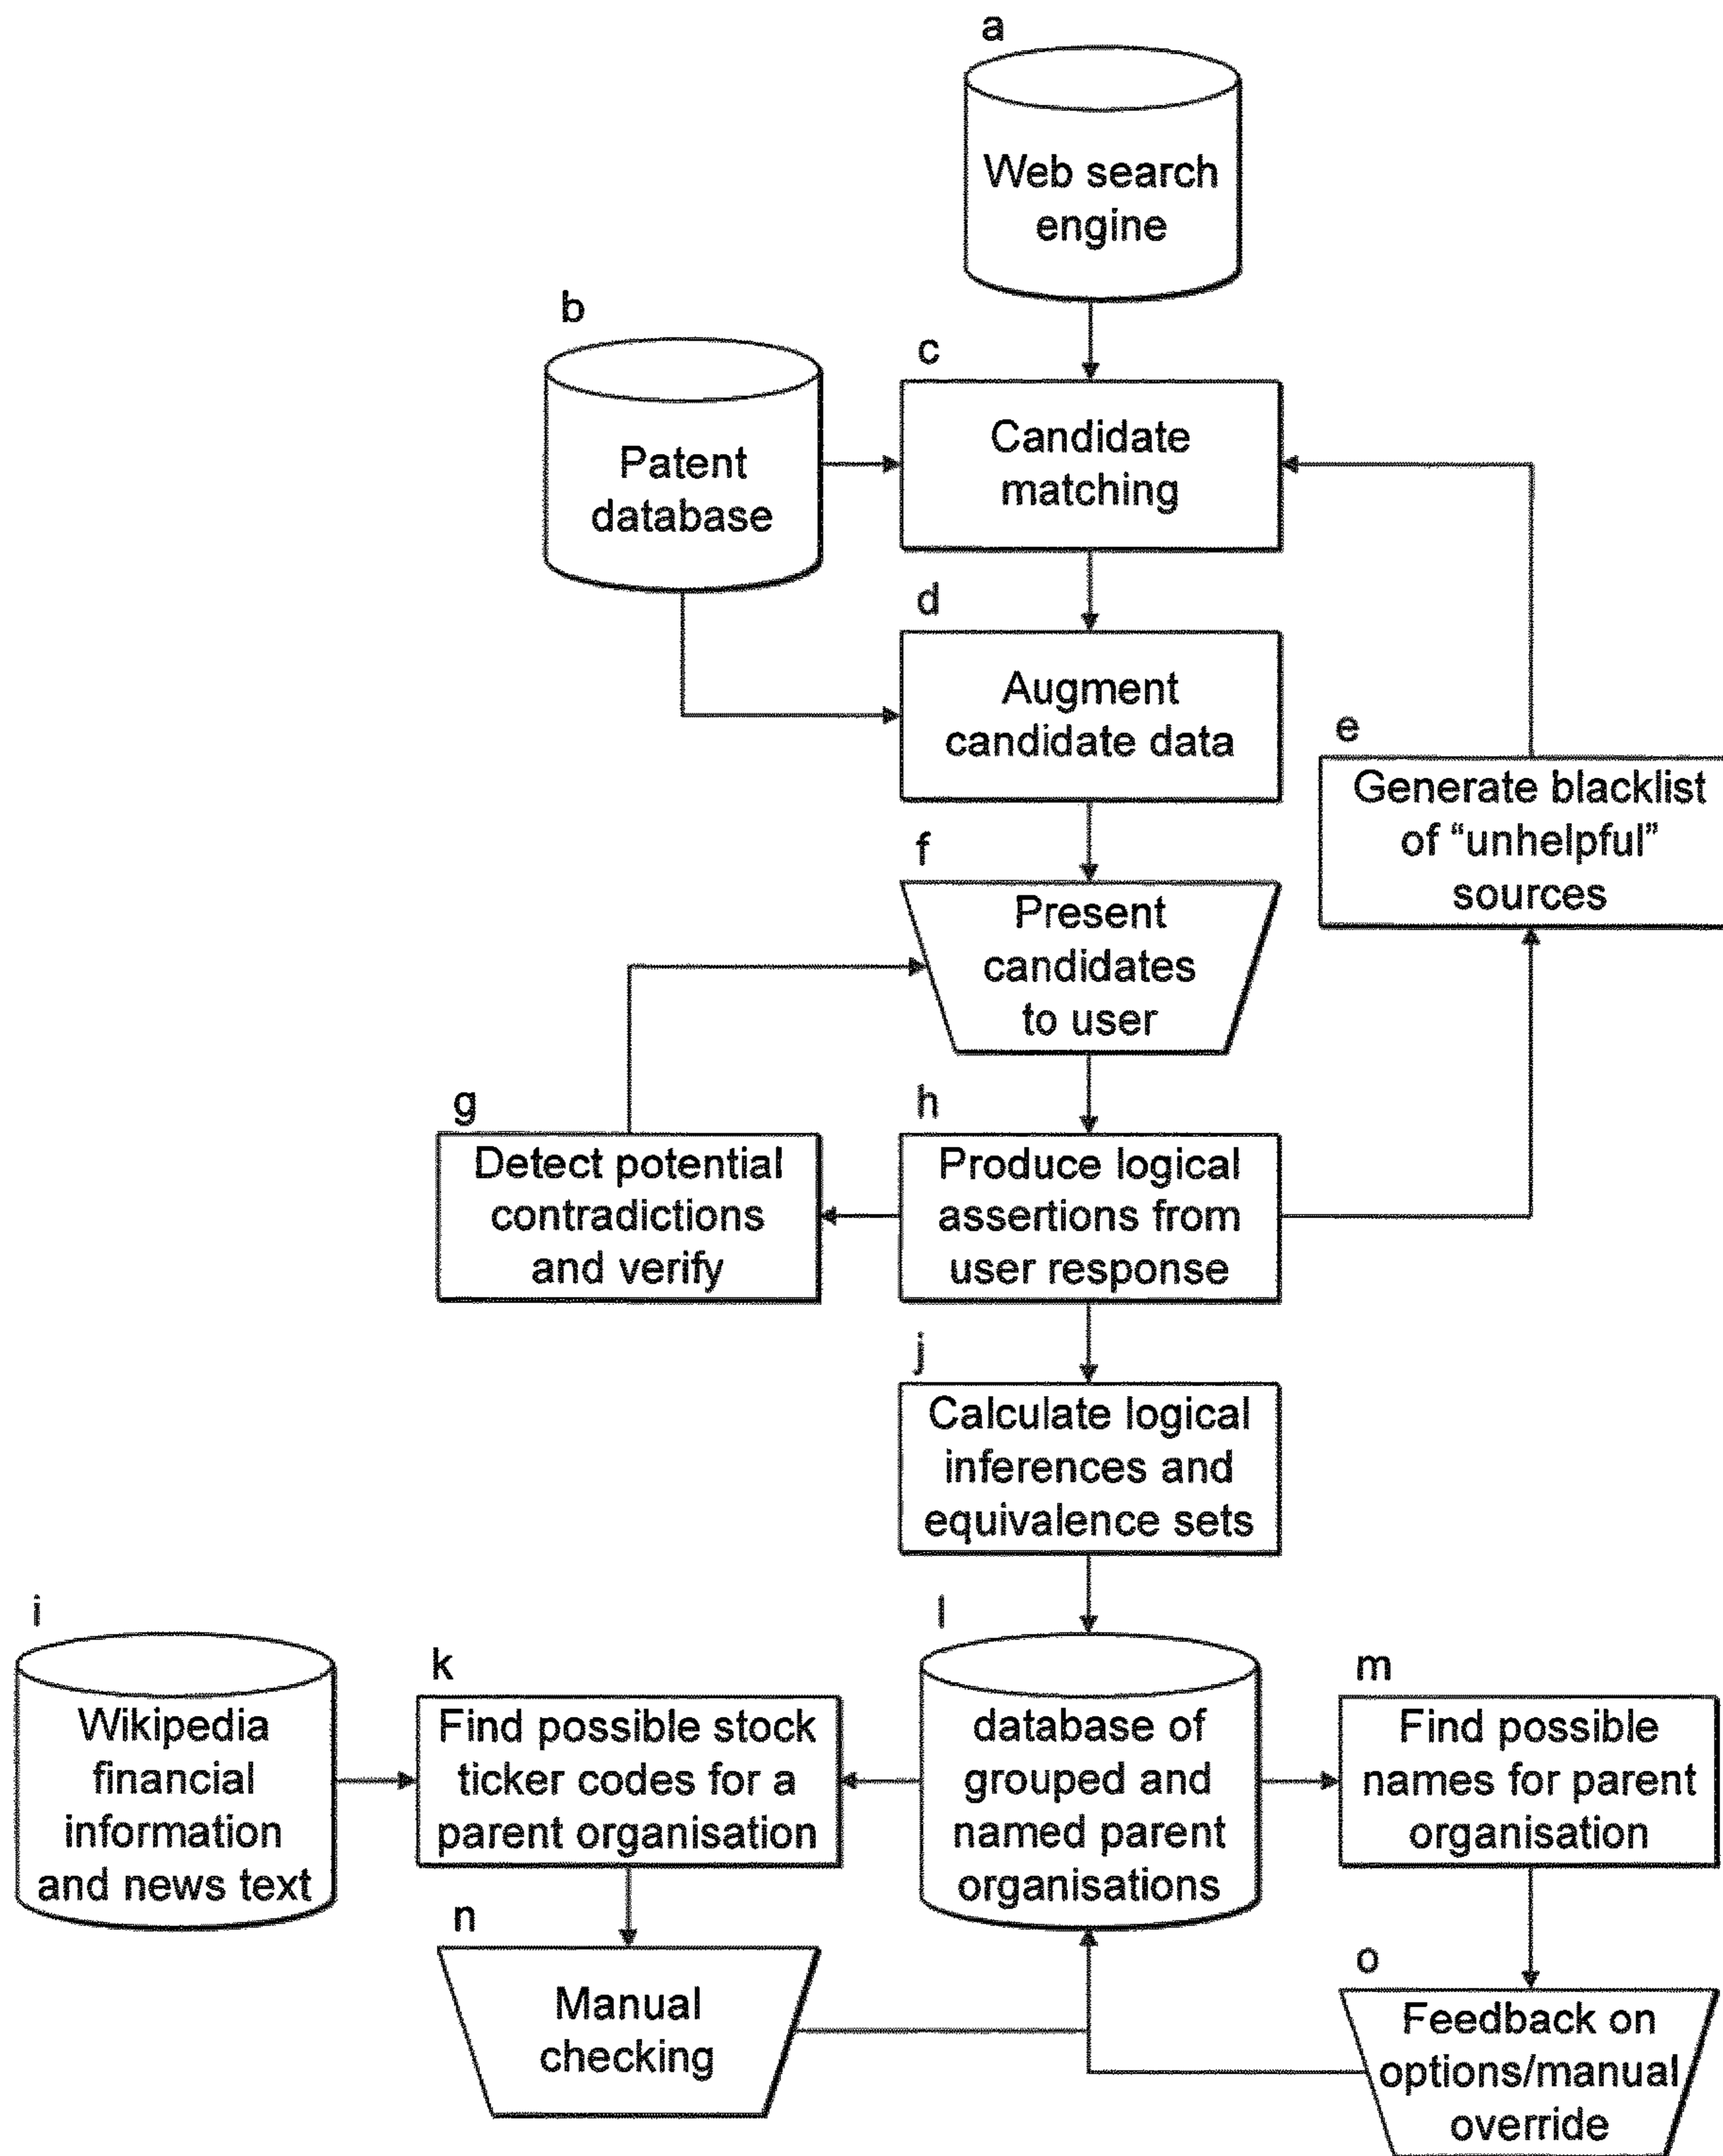 a
Web search
engine
b
Patent
database
c
Candidate
matching
d
Augment
candidate data
e
Generate blacklist
of “unhelpful”
sources
f
Present
candidates
to user
g
Detect potential
contradictions
and verify
h
Produce logical
assertions from
user response
j
Calculate logical
inferences and
equivalence sets
i
Wikipedia
financial
information
and news text
k
Find possible stock
ticker codes for a
parent organisation
l
database of
grouped and
named parent
organisations
m
Find possible
names for parent
organisation
n
Manual
checking
o
Feedback on
options/manual
override